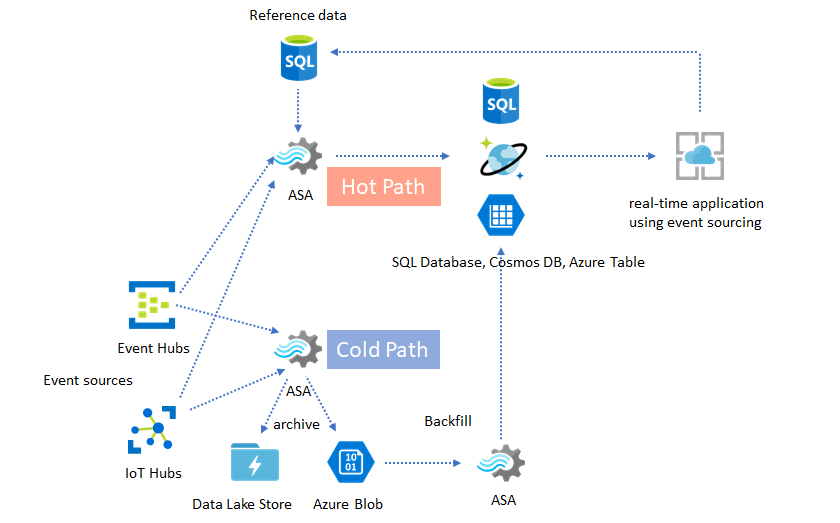 Reference data
SQL
SQL
ASA
Hot Path
real-time application
using event sourcing
SQL Database, Cosmos DB, Azure Table
Event Hubs
Cold Path
Event sources
ASA
archive
Backfill
IoT Hubs
10
01
Data Lake Store
Azure Blob
ASA